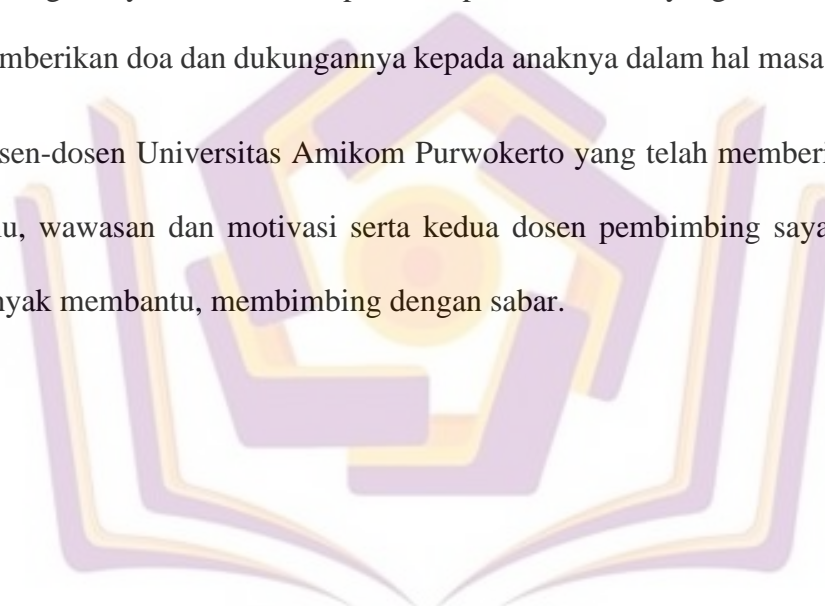 mberikan doa dan dukungannya kepada anaknya dalam hal masa
sen-dosen Universitas Amikom Purwokerto yang telah member
u, wawasan dan motivasi serta kedua dosen pembimbing saya
nyak membantu, membimbing dengan sabar.